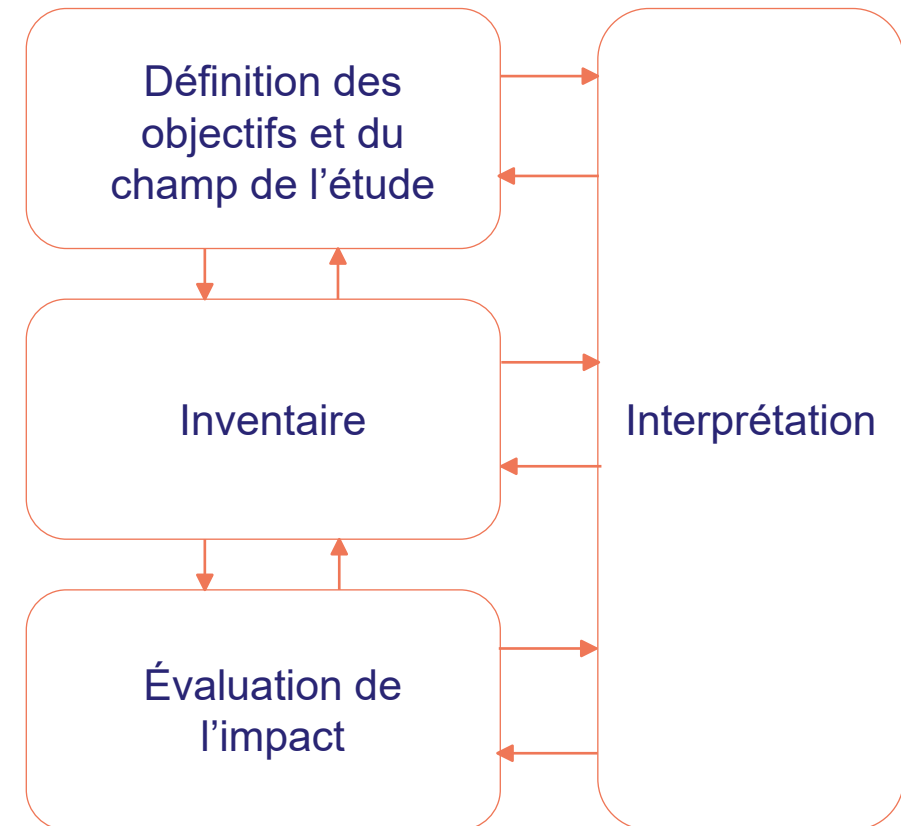 Définition des
objectifs et du
champ de l’étude
Inventaire
Interprétation
Évaluation de
l’impact